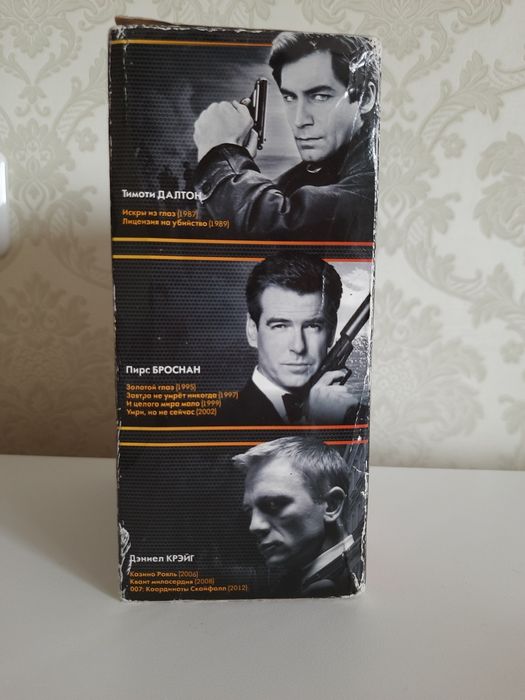 Тимоти ДАЛТОН
Искры из глаз (1987)
Лицензия на убийство (1989)
Пирс БРОСНАН
Золотой глаз (1995)
Завтра не умрёт никогда (1997)
И целого мира мало (1999)
Умри, но не сейчас (2002)
Дэниел КРЭЙГ
Казино Рояль (2006)
Квант милосердия (2008)
007: Координаты Скайфолл (2012)